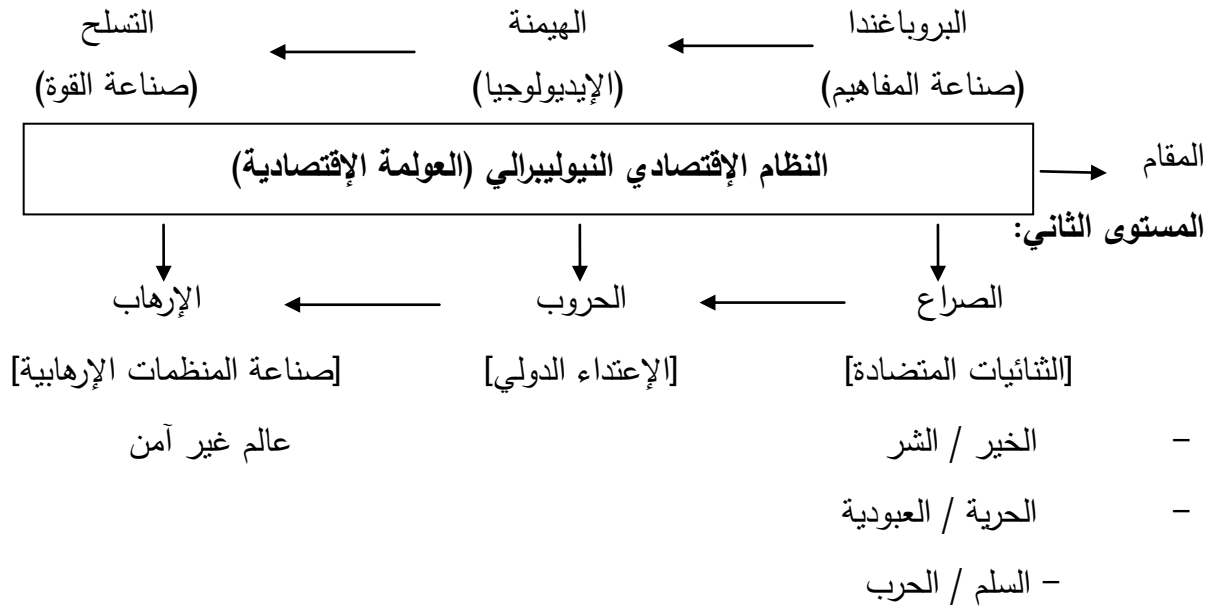 البروباغندا الهيمنة التسلح
(صناعة المفاهيم) (الإيديولوجيا) (صناعة القوة)
المقام النظام الإقتصادي النيوليبرالي (العولمة الإقتصادية)
المستوى الثاني:
الصراع الحروب الإرهاب
[الثنائيات المتضادة] [الإعتداء الدولي] [صناعة المنظمات الإرهابية]
– الخير / الشر عالم غير آمن
– الحرية / العبودية
– السلم / الحرب